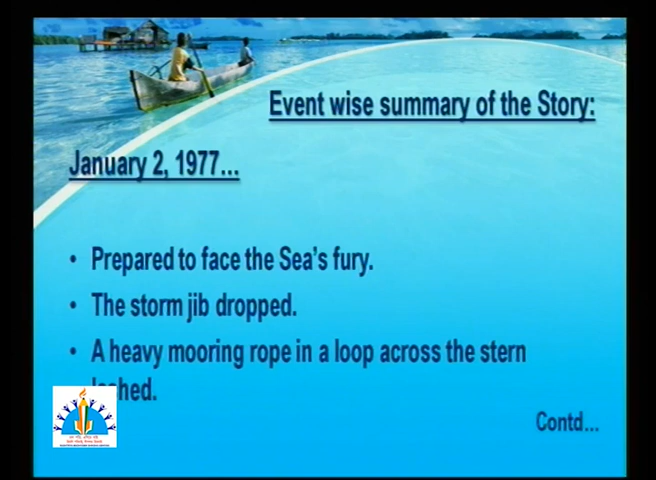 Event wise summary of the Story:
January 2, 1977...
• Prepared to face the Sea's fury.
• The storm jib dropped.
• A heavy mooring rope in a loop across the stern
lashed.
Contd...